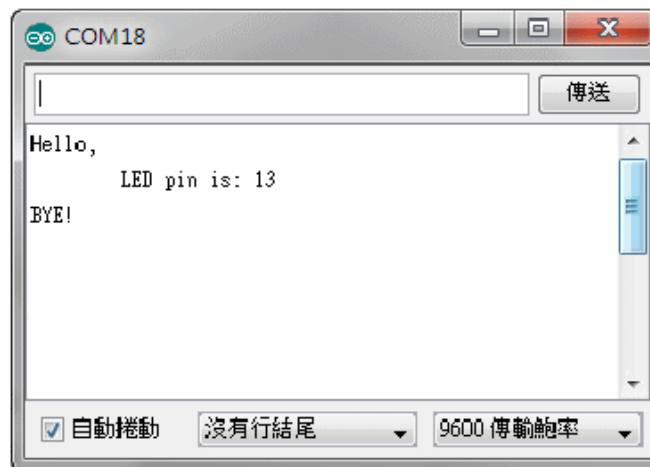 COM18
傳送
Hello,
LED pin is: 13
BYE!
自動捲動 沒有行結尾 9600 傳輸鮑率